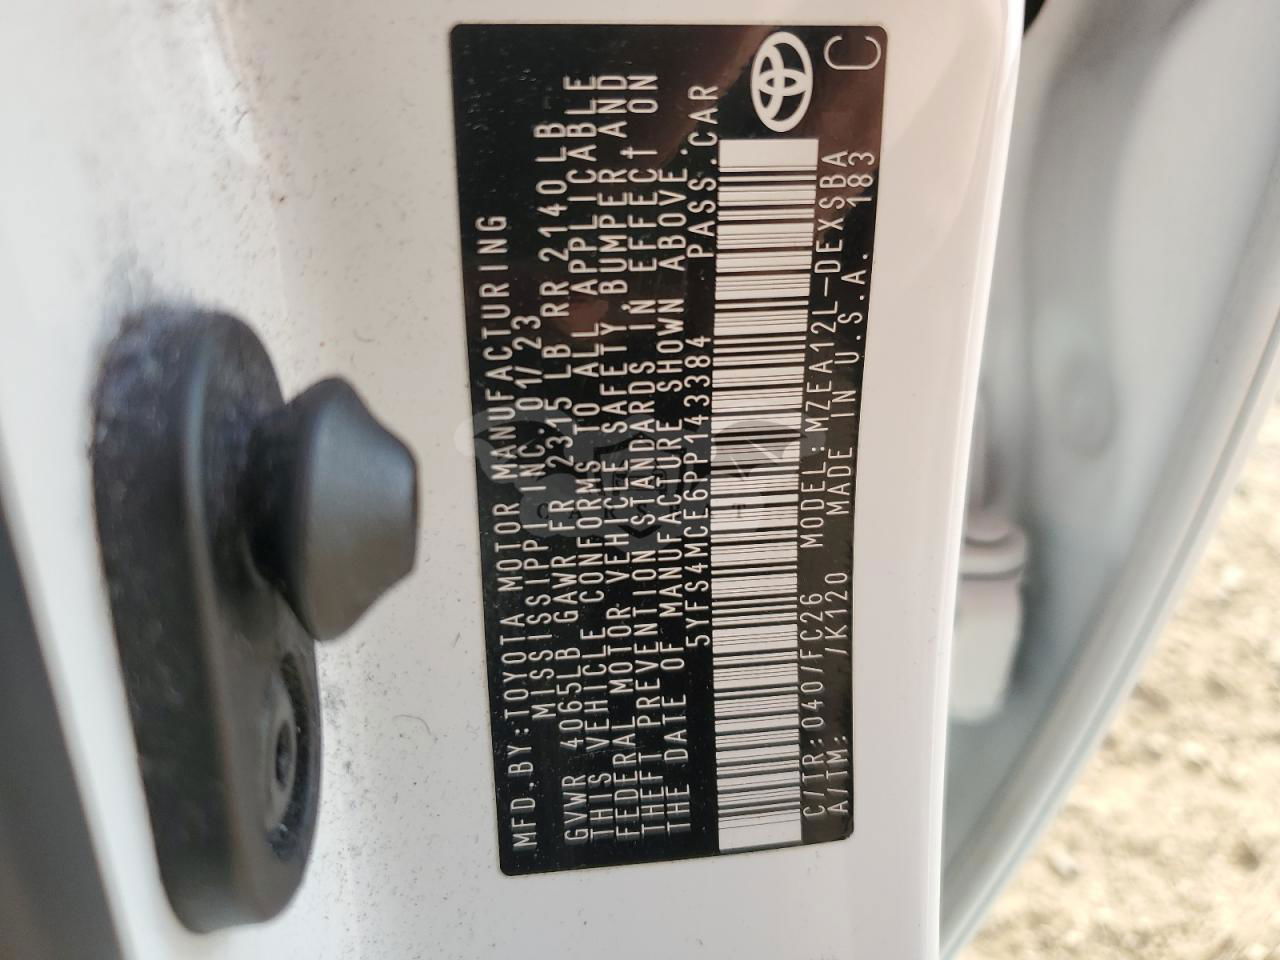 MFD.BY:TOYOTA MOTOR MANUFACTURING
MISSISSIPPI, INC. 01/23
GVWR 4065LB GAWR FR 2315 LB RR 2140LB
THIS VEHICLE CONFORMS TO ALL APPLICABLE
FEDERAL MOTOR VEHICLE SAFETY, BUMPER, AND
THEFT PREVENTION STANDARDS IN EFFECT ON
THE DATE OF MANUFACTURE SHOWN ABOVE.
5YFS4MCE6PP143384 PASS.CAR
C/TR:040/FC26 MODEL:MZEA12L-DEXSBA
A/TM: /K120 MADE IN U.S.A. 183
C